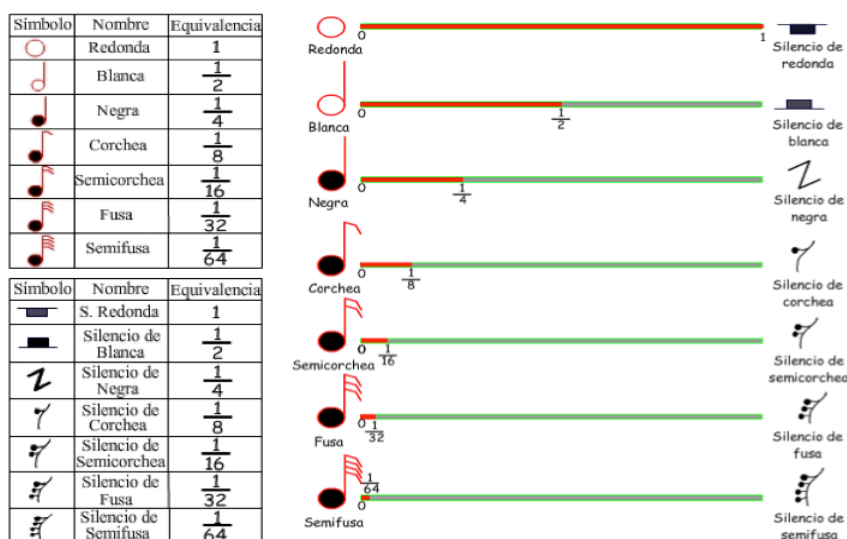 Símbolo Nombre Equivalencia
Redonda 1
Blanca 1/2
Negra 1/4
Corchea 1/8
Semicorchea 1/16
Fusa 1/32
Semifusa 1/64
Símbolo Nombre Equivalencia
S. Redonda 1
Silencio de
Blanca 1/2
Silencio de
Negra 1/4
Silencio de
Corchea 1/8
Silencio de
Semicorchea 1/16
Silencio de
Fusa 1/32
Silencio de
Semifusa 1/64
Redonda
0 1
Silencio de
redonda
Blanca
0 1/2
Silencio de
blanca
Negra
0 1/4
Silencio de
negra
Corchea
0 1/8
Silencio de
corchea
Semicorchea
0 1/16
Silencio de
semicorchea
Fusa
0 1/32
Silencio de
fusa
Semifusa
0 1/64
Silencio de
semifusa